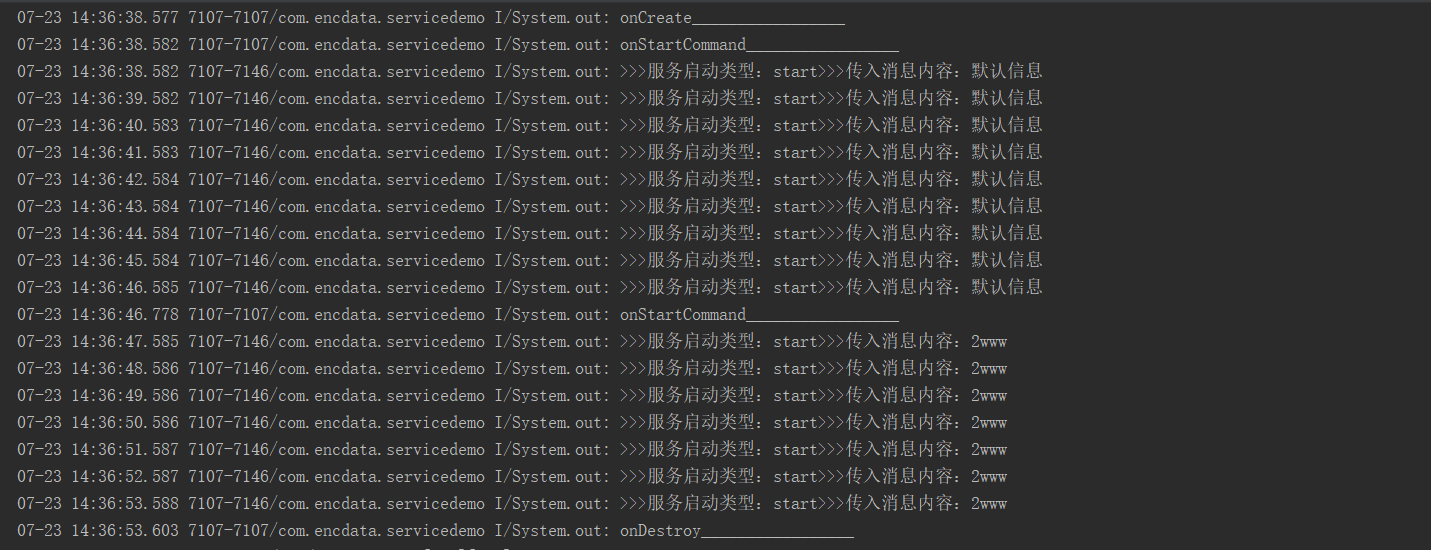 07-23 14:36:38.577 7107-7107/com.encdata.servicedemo I/System.out: onCreate_________________
07-23 14:36:38.582 7107-7107/com.encdata.servicedemo I/System.out: onStartCommand_________________
07-23 14:36:38.582 7107-7146/com.encdata.servicedemo I/System.out: >>>服务启动类型：start>>>传入消息内容：默认信息
07-23 14:36:39.582 7107-7146/com.encdata.servicedemo I/System.out: >>>服务启动类型：start>>>传入消息内容：默认信息
07-23 14:36:40.583 7107-7146/com.encdata.servicedemo I/System.out: >>>服务启动类型：start>>>传入消息内容：默认信息
07-23 14:36:41.583 7107-7146/com.encdata.servicedemo I/System.out: >>>服务启动类型：start>>>传入消息内容：默认信息
07-23 14:36:42.584 7107-7146/com.encdata.servicedemo I/System.out: >>>服务启动类型：start>>>传入消息内容：默认信息
07-23 14:36:43.584 7107-7146/com.encdata.servicedemo I/System.out: >>>服务启动类型：start>>>传入消息内容：默认信息
07-23 14:36:44.584 7107-7146/com.encdata.servicedemo I/System.out: >>>服务启动类型：start>>>传入消息内容：默认信息
07-23 14:36:45.584 7107-7146/com.encdata.servicedemo I/System.out: >>>服务启动类型：start>>>传入消息内容：默认信息
07-23 14:36:46.585 7107-7146/com.encdata.servicedemo I/System.out: >>>服务启动类型：start>>>传入消息内容：默认信息
07-23 14:36:46.778 7107-7107/com.encdata.servicedemo I/System.out: onStartCommand_________________
07-23 14:36:47.585 7107-7146/com.encdata.servicedemo I/System.out: >>>服务启动类型：start>>>传入消息内容：2www
07-23 14:36:48.586 7107-7146/com.encdata.servicedemo I/System.out: >>>服务启动类型：start>>>传入消息内容：2www
07-23 14:36:49.586 7107-7146/com.encdata.servicedemo I/System.out: >>>服务启动类型：start>>>传入消息内容：2www
07-23 14:36:50.586 7107-7146/com.encdata.servicedemo I/System.out: >>>服务启动类型：start>>>传入消息内容：2www
07-23 14:36:51.587 7107-7146/com.encdata.servicedemo I/System.out: >>>服务启动类型：start>>>传入消息内容：2www
07-23 14:36:52.587 7107-7146/com.encdata.servicedemo I/System.out: >>>服务启动类型：start>>>传入消息内容：2www
07-23 14:36:53.588 7107-7146/com.encdata.servicedemo I/System.out: >>>服务启动类型：start>>>传入消息内容：2www
07-23 14:36:53.603 7107-7107/com.encdata.servicedemo I/System.out: onDestroy_________________